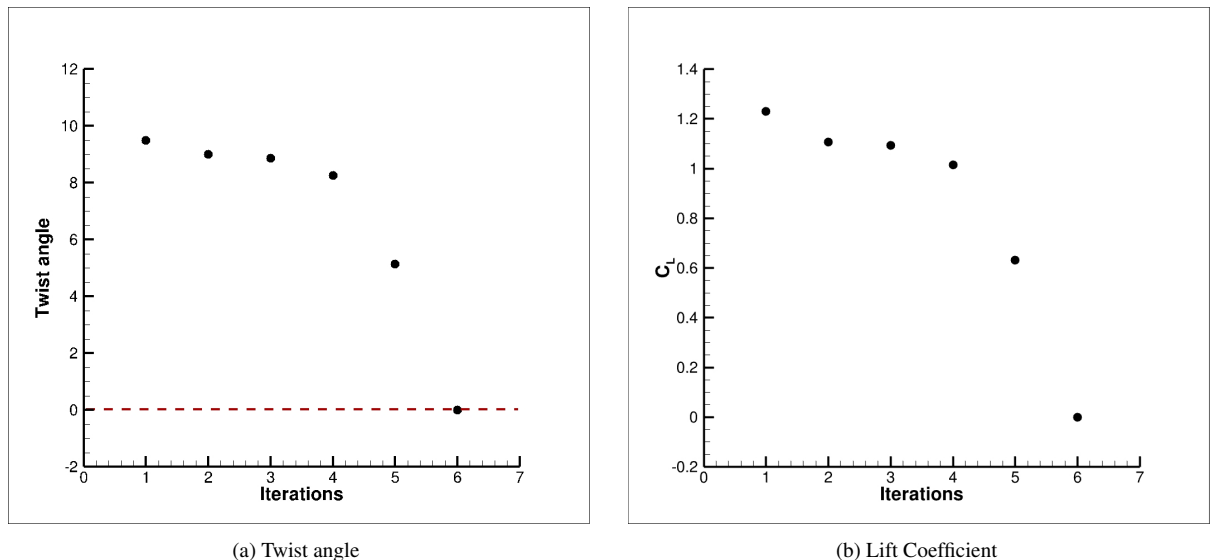 12
10
8
6
4
2
0
-2
Twist angle
0 1 2 3 4 5 6 7
Iterations
(a) Twist angle
1.4
1.2
1
0.8
0.6
0.4
0.2
0
-0.2
C_L
0 1 2 3 4 5 6 7
Iterations
(b) Lift Coefficient